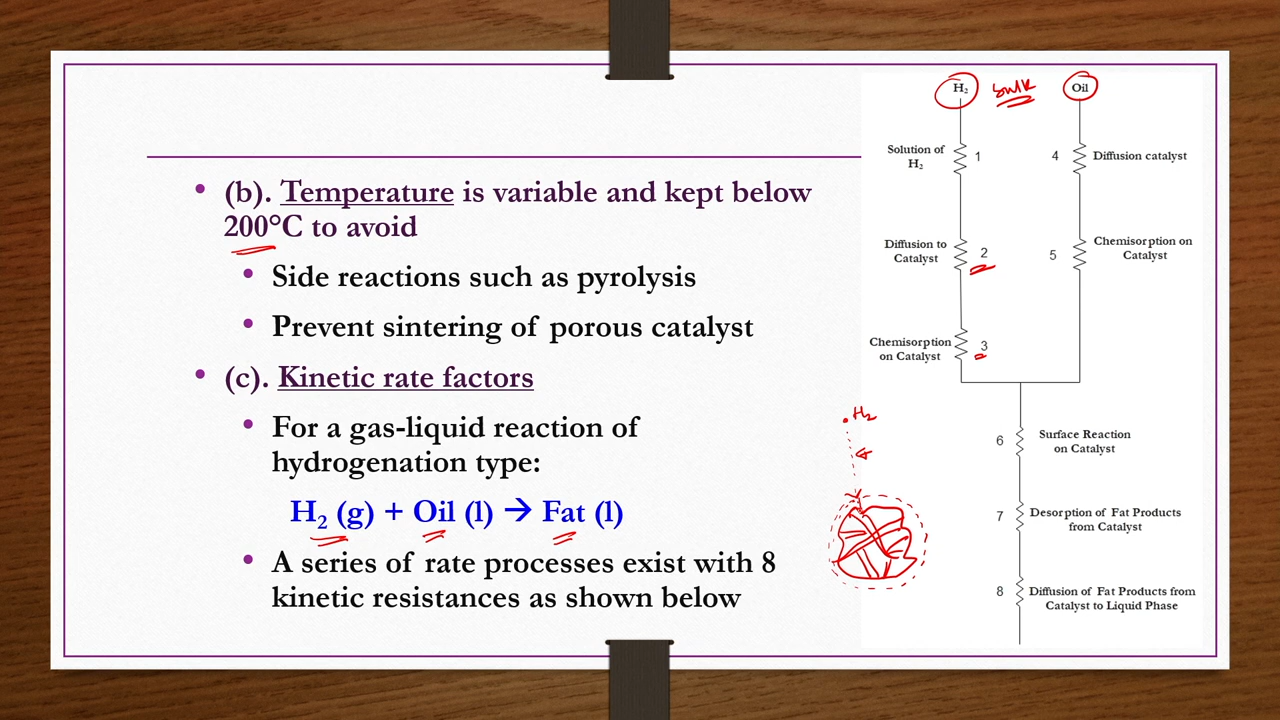 (b). Temperature is variable and kept below
200°C to avoid
Side reactions such as pyrolysis
Prevent sintering of porous catalyst
(c). Kinetic rate factors
For a gas-liquid reaction of
hydrogenation type:
H₂ (g) + Oil (l) → Fat (l)
A series of rate processes exist with 8
kinetic resistances as shown below
H₂ bulk Oil
Solution of
H₂
1
4
Diffusion catalyst
Diffusion to
Catalyst
2
5
Chemisorption on
Catalyst
Chemisorption
on Catalyst
3
H₂
6
Surface Reaction
on Catalyst
7
Desorption of Fat Products
from Catalyst
8
Diffusion of Fat Products from
Catalyst to Liquid Phase